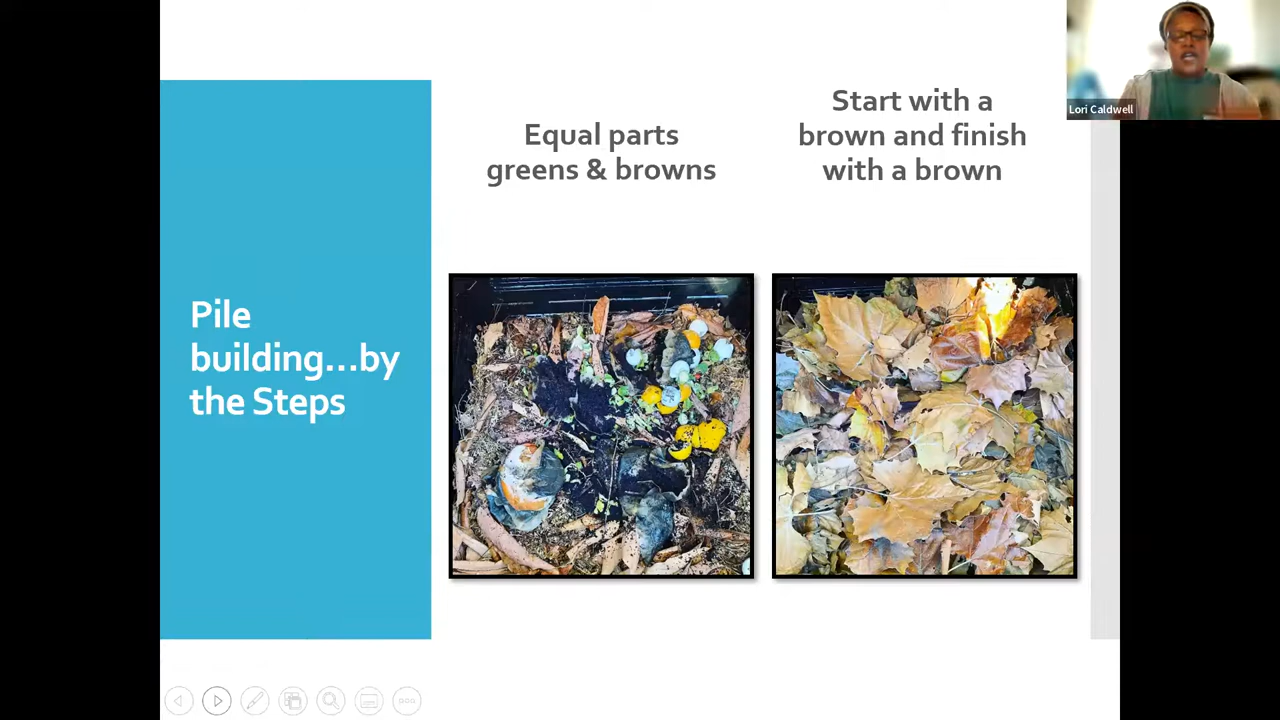 Pile
building...by
the Steps
Equal parts
greens & browns
Start with a
brown and finish
with a brown
Lori Caldwell